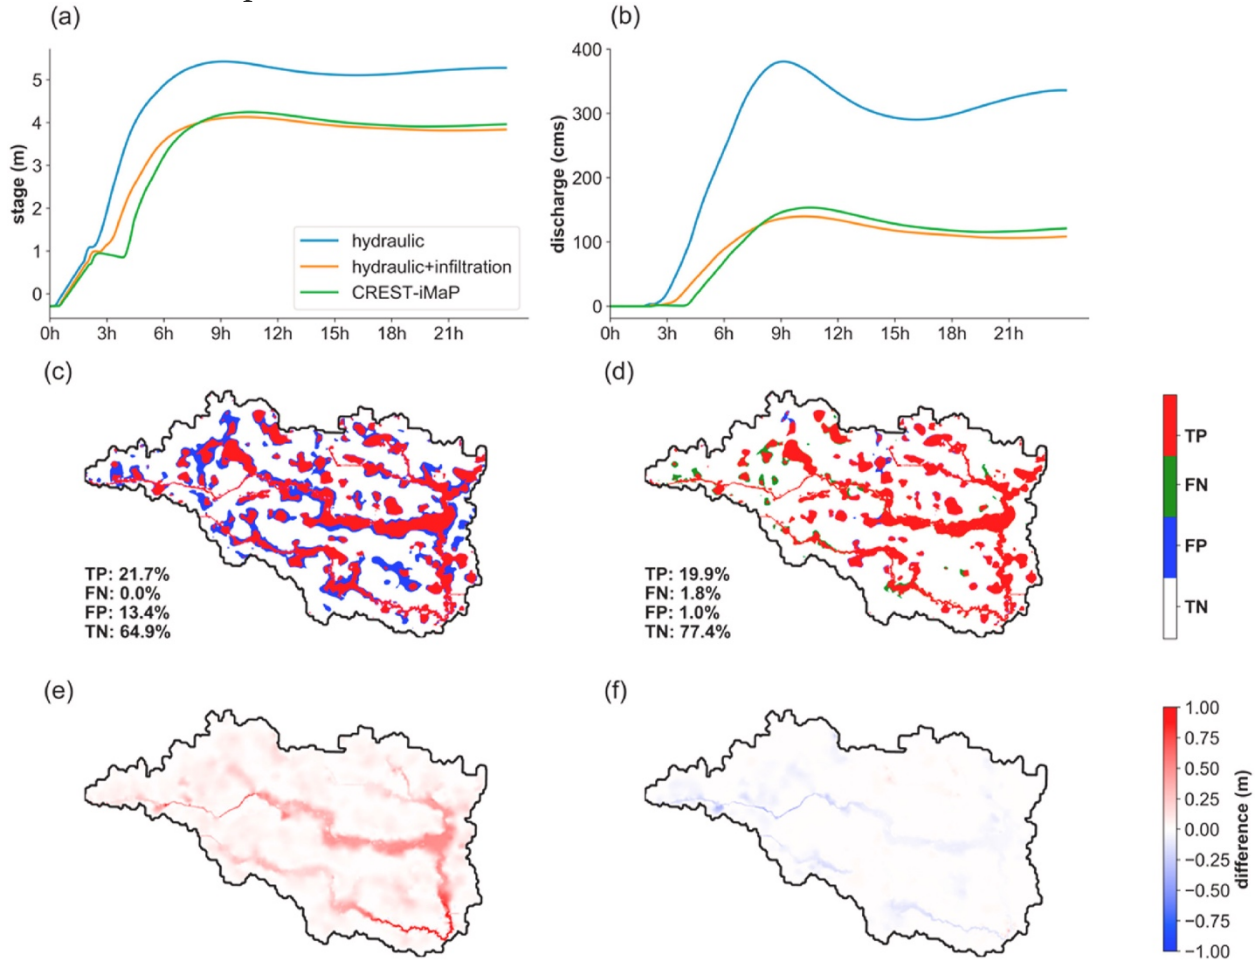 (a)
(b)
stage (m)
5
4
3
2
1
0
0h 3h 6h 9h 12h 15h 18h 21h
hydraulic
hydraulic+infiltration
CREST-iMaP
discharge (cms)
400
300
200
100
0
0h 3h 6h 9h 12h 15h 18h 21h
(c)
TP: 21.7%
FN: 0.0%
FP: 13.4%
TN: 64.9%
(d)
TP: 19.9%
FN: 1.8%
FP: 1.0%
TN: 77.4%
TP
FN
FP
TN
(e)
(f)
1.00
0.75
0.50
0.25
0.00
−0.25
−0.50
−0.75
−1.00
difference (m)